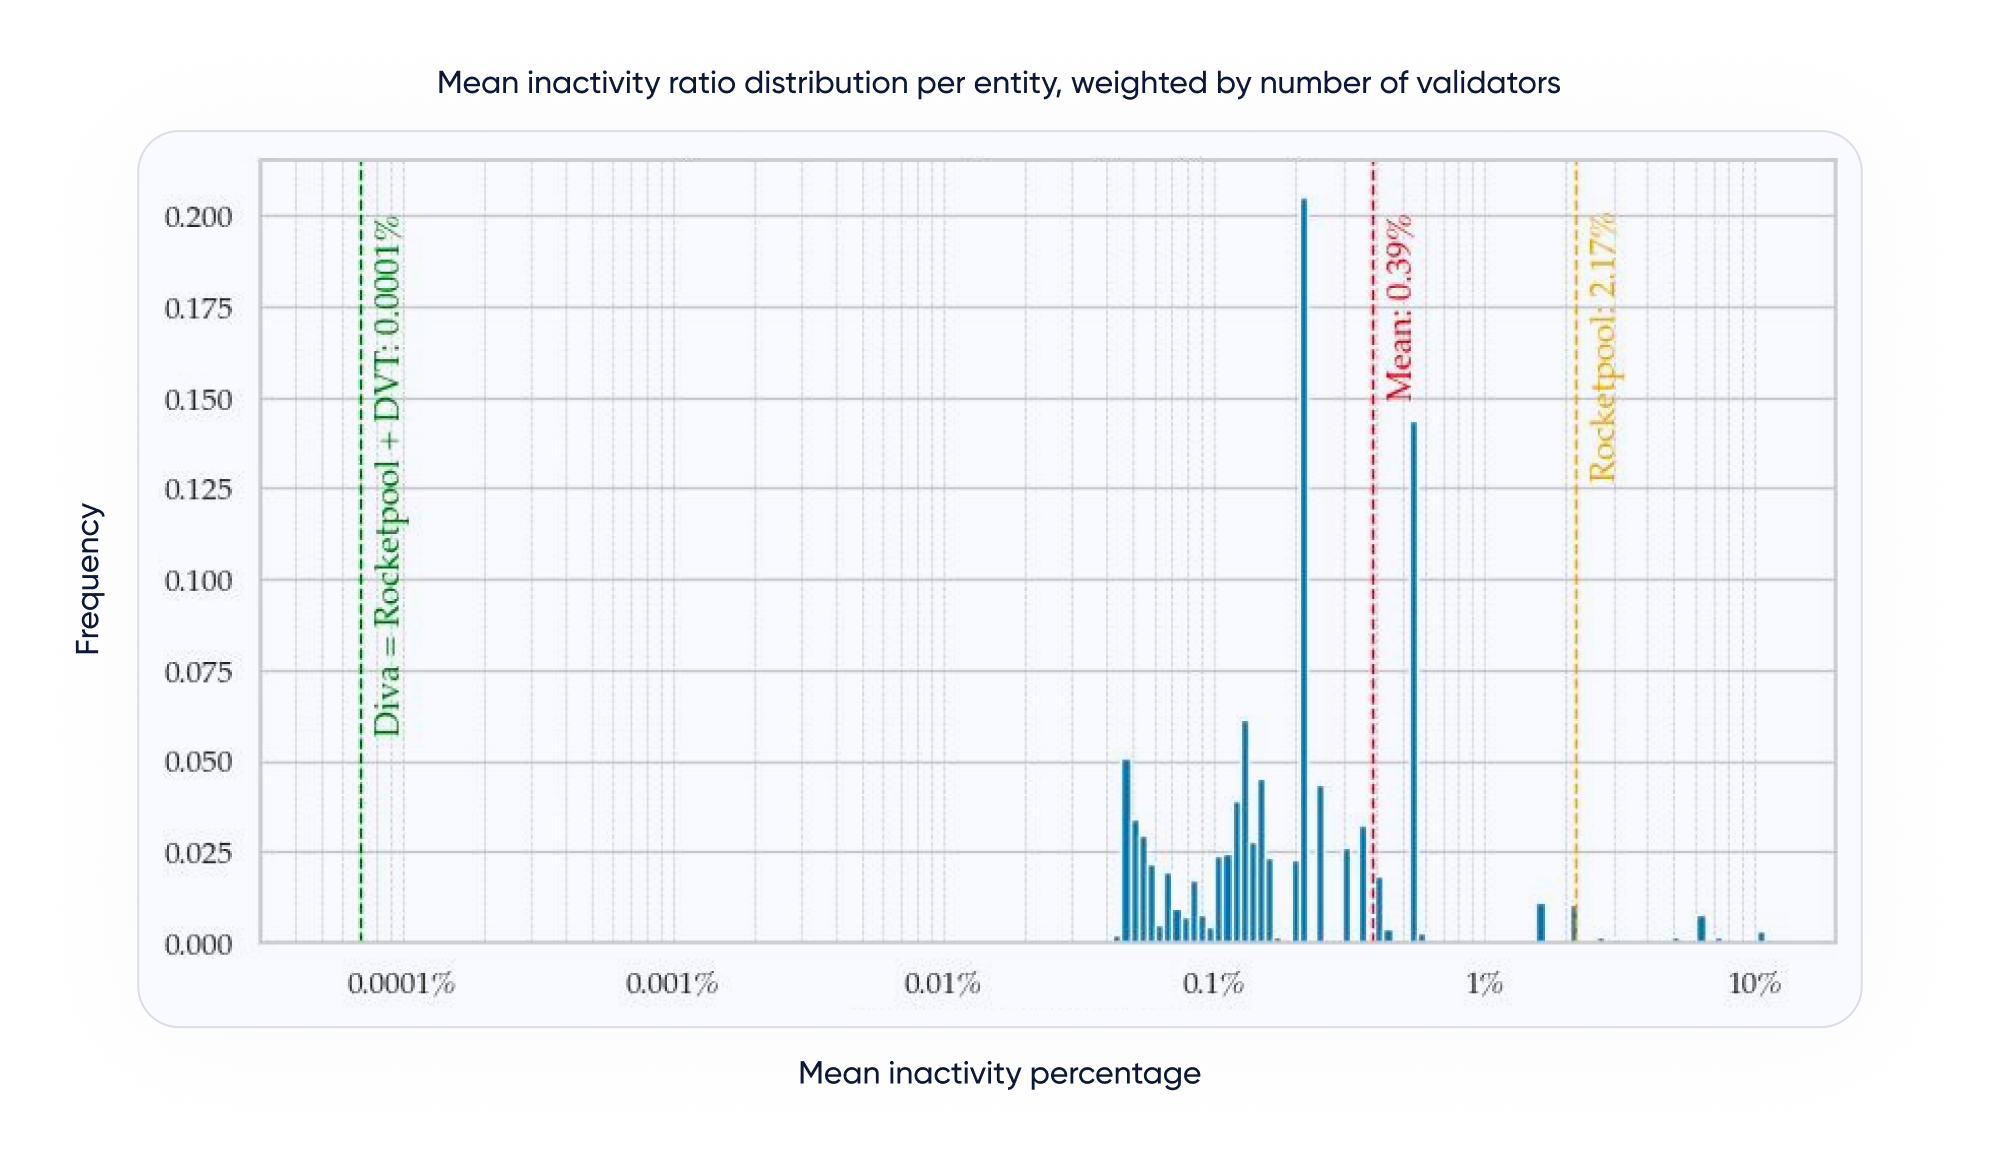 Mean inactivity ratio distribution per entity, weighted by number of validators
Frequency
0.200
0.175
0.150
0.125
0.100
0.075
0.050
0.025
0.000
Diva = Rocketpool + DVT: 0.0001%
Mean: 0.39%
Rocketpool: 2.17%
0.0001%
0.001%
0.01%
0.1%
1%
10%
Mean inactivity percentage